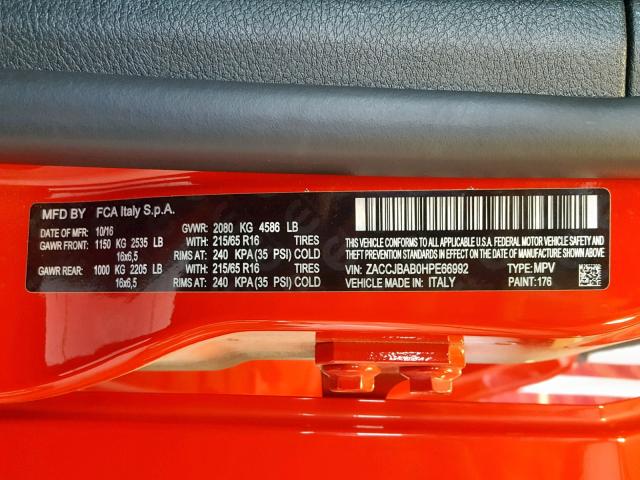 MFD BY FCA Italy S.p.A.
DATE OF MFR: 10/16 GVWR: 2080 KG 4586 LB
GAWR FRONT: 1150 KG 2535 LB WITH: 215/65 R16 TIRES
16x6,5 RIMS AT: 240 KPA(35 PSI) COLD
GAWR REAR: 1000 KG 2205 LB WITH: 215/65 R16 TIRES
16x6,5 RIMS AT: 240 KPA(35 PSI) COLD
THIS VEHICLE CONFORMS TO ALL APPLICABLE U.S.A. FEDERAL MOTOR VEHICLE SAFETY, BUMPER AND
THEFT PREVENTION STANDARDS IN EFFECT ON THE DATE OF MANUFACTURE SHOWN ABOVE.
VIN: ZACCJBAB0HPE66992 TYPE: MPV
VEHICLE MADE IN: ITALY PAINT: 176